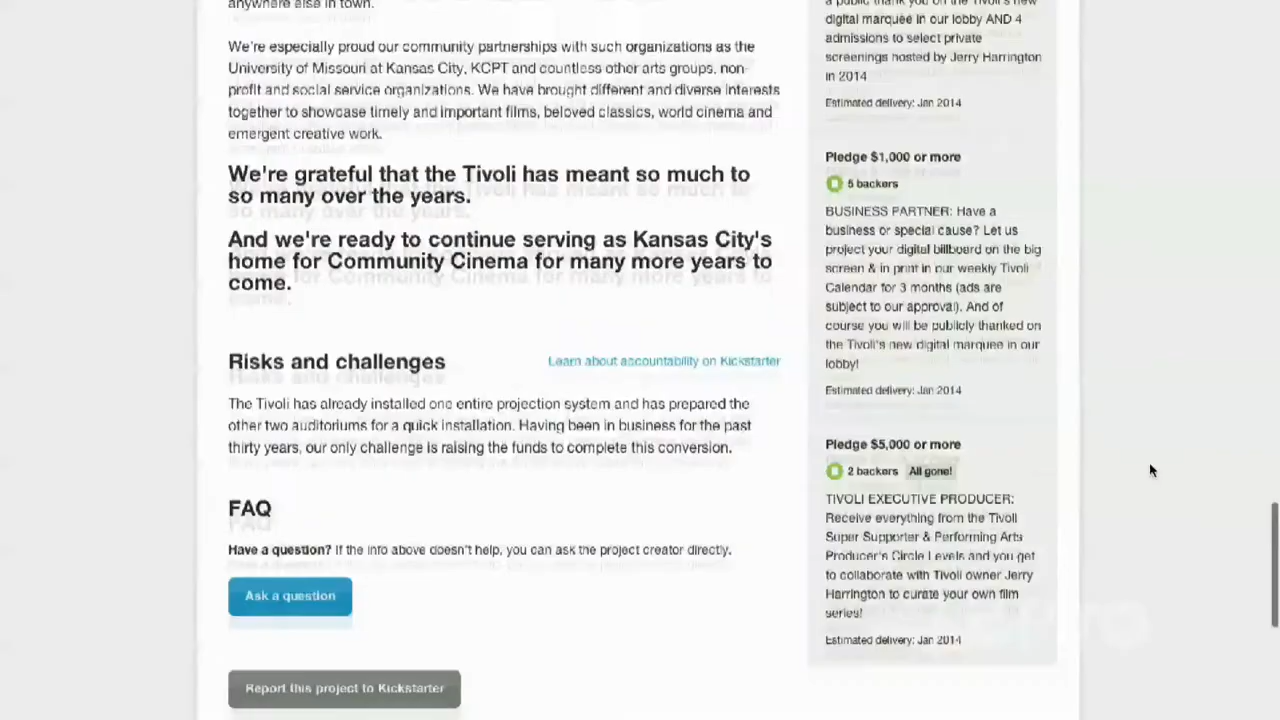 anywhere else in town.
We're especially proud our community partnerships with such organizations as the
University of Missouri at Kansas City, KCPT and countless other arts groups, non-
profit and social service organizations. We have brought different and diverse interests
together to showcase timely and important films, beloved classics, world cinema and
emergent creative work.
We're grateful that the Tivoli has meant so much to
so many over the years.
And we're ready to continue serving as Kansas City's
home for Community Cinema for many more years to
come.
Risks and challenges
Learn about accountability on Kickstarter
The Tivoli has already installed one entire projection system and has prepared the
other two auditoriums for a quick installation. Having been in business for the past
thirty years, our only challenge is raising the funds to complete this conversion.
FAQ
Have a question? If the info above doesn't help, you can ask the project creator directly.
Ask a question
Report this project to Kickstarter
a public thank you on the Tivoli's new
digital marquee in our lobby AND 4
admissions to select private
screenings hosted by Jerry Harrington
in 2014
Estimated delivery: Jan 2014
Pledge $1,000 or more
5 backers
BUSINESS PARTNER: Have a
business or special cause? Let us
project your digital billboard on the big
screen & in print in our weekly Tivoli
Calendar for 3 months (ads are
subject to our approval). And of
course you will be publicly thanked on
the Tivoli's new digital marquee in our
lobby!
Estimated delivery: Jan 2014
Pledge $5,000 or more
2 backers All gone!
TIVOLI EXECUTIVE PRODUCER:
Receive everything from the Tivoli
Super Supporter & Performing Arts
Producer's Circle Levels and you get
to collaborate with Tivoli owner Jerry
Harrington to curate your own film
series!
Estimated delivery: Jan 2014